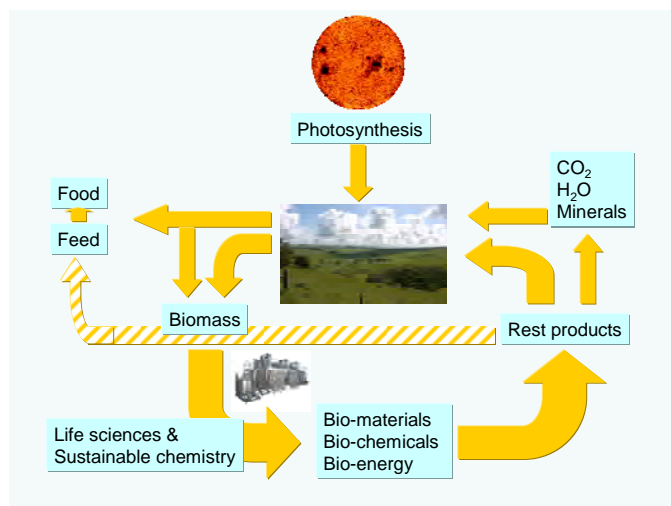 Photosynthesis
CO₂
H₂O
Minerals
Food
Feed
Biomass
Rest products
Life sciences &
Sustainable chemistry
Bio-materials
Bio-chemicals
Bio-energy